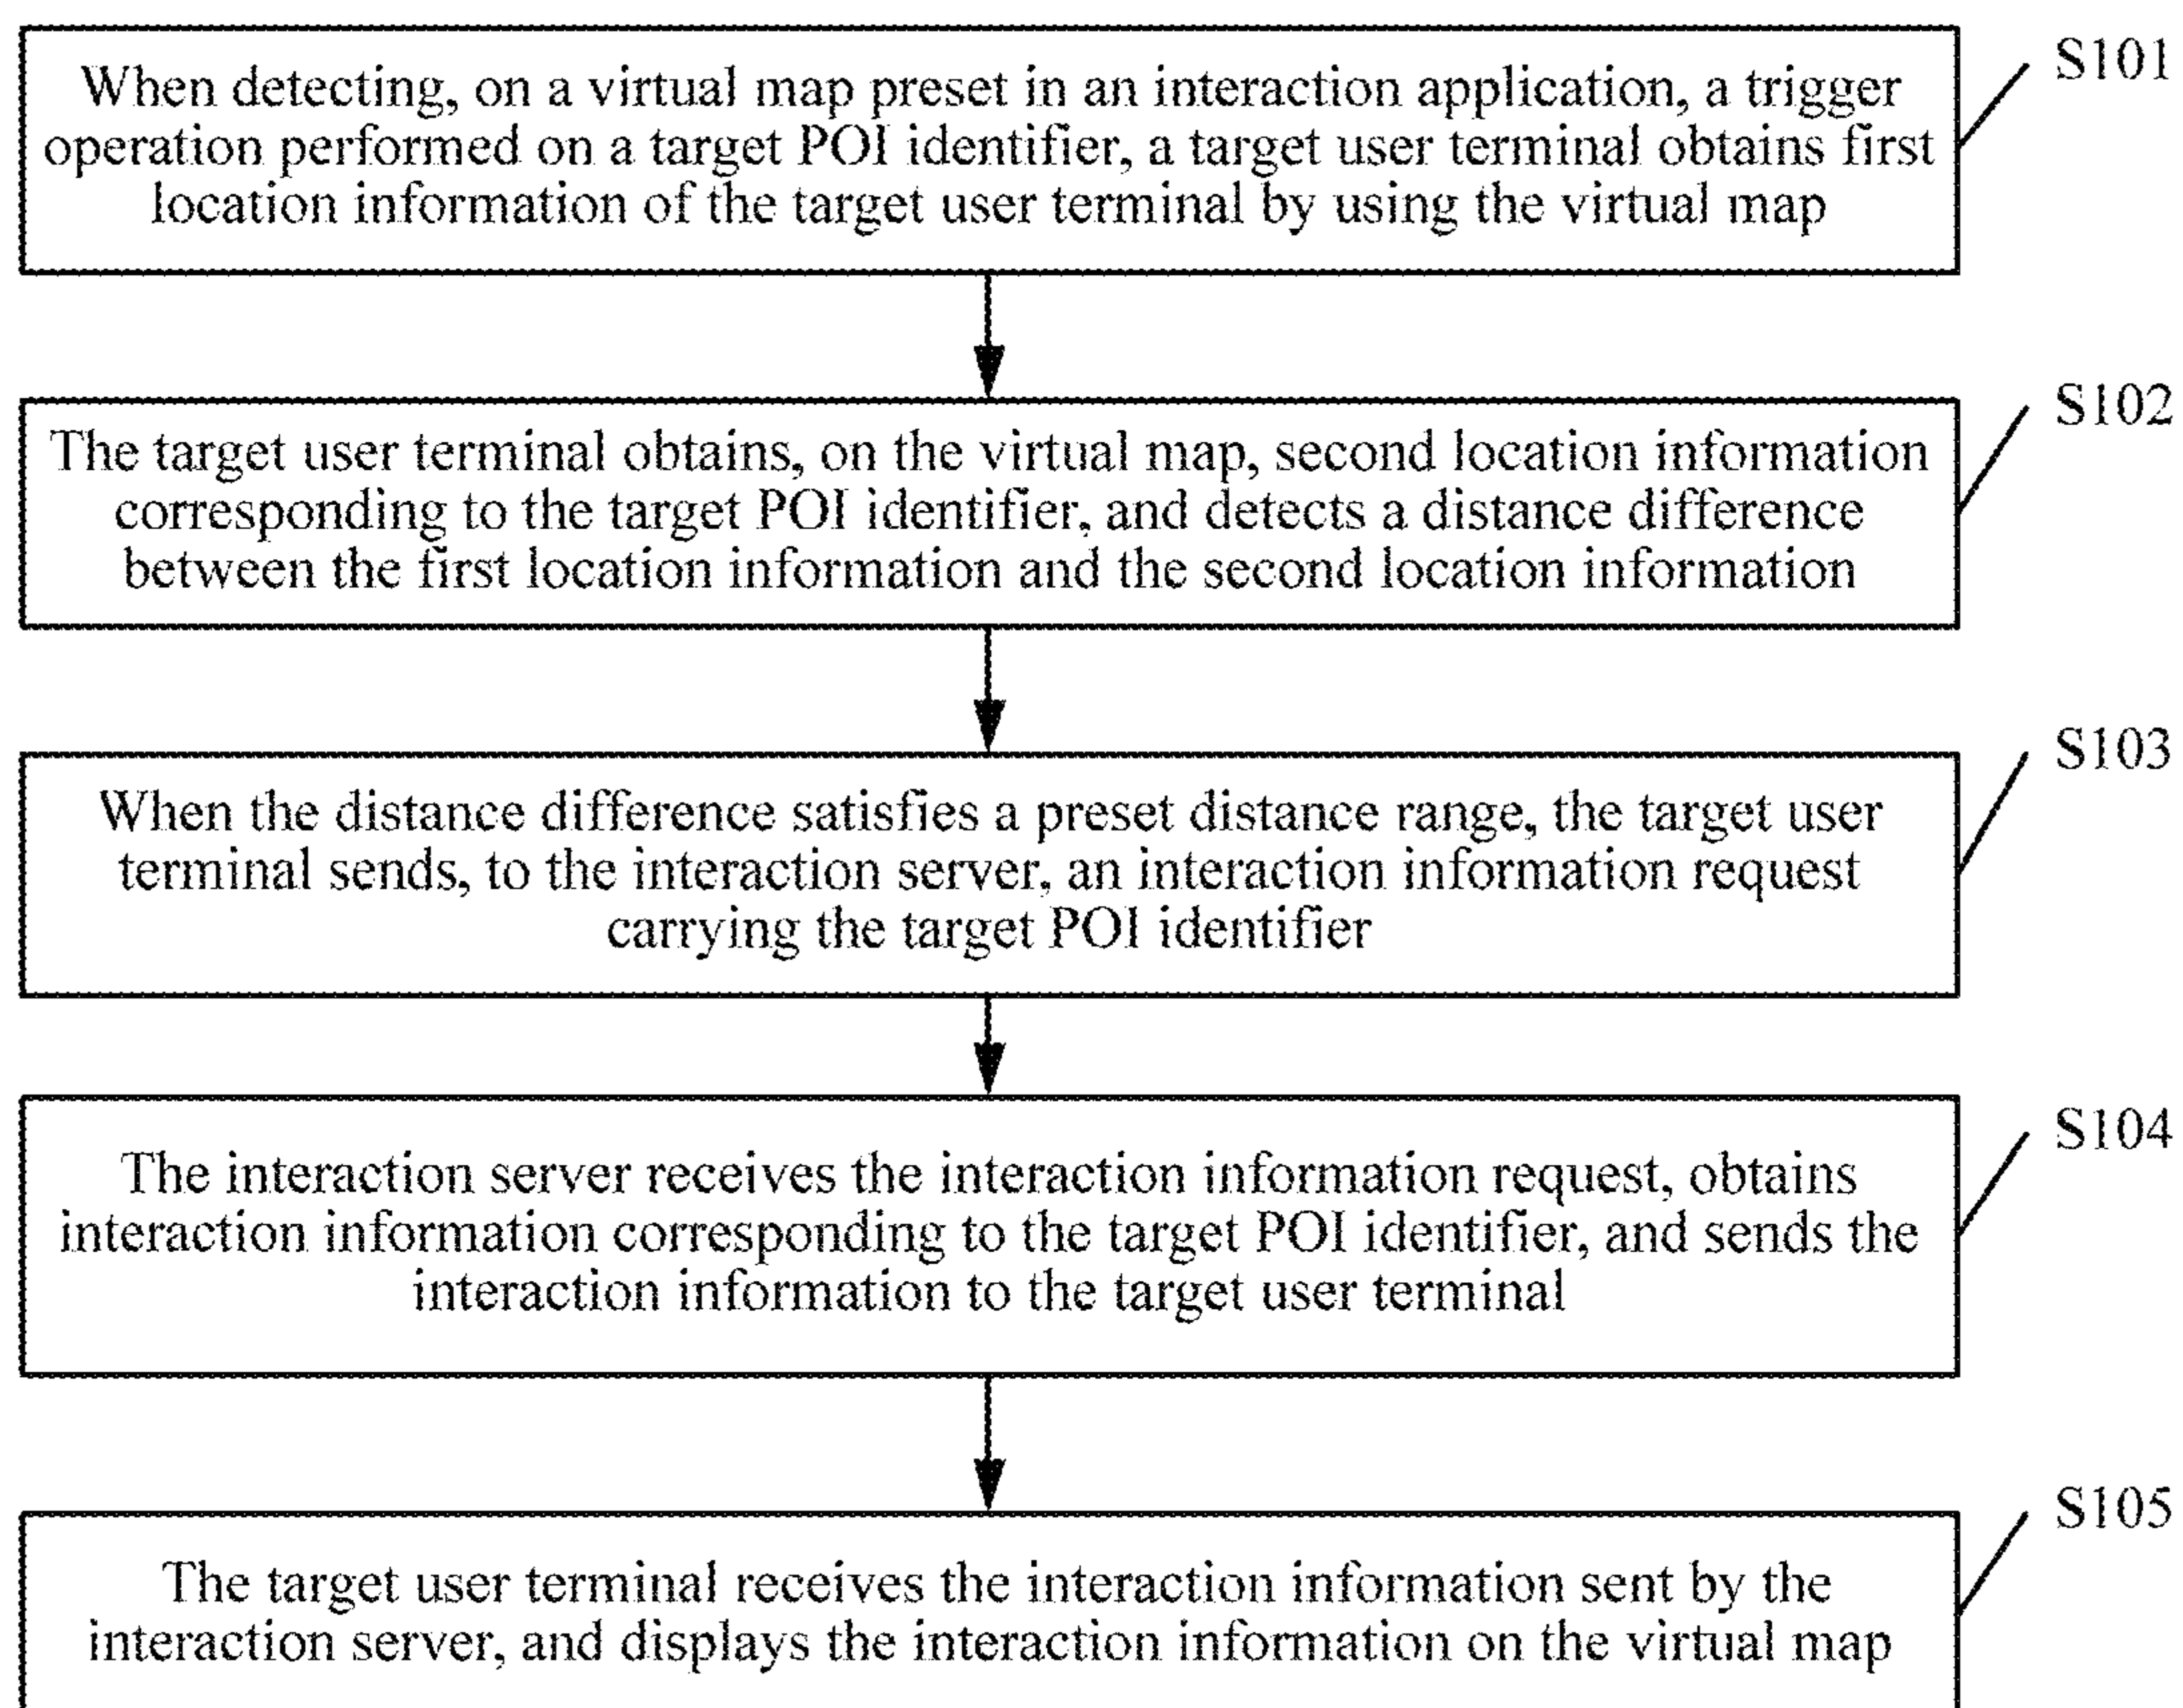 When detecting, on a virtual map preset in an interaction application, a trigger
operation performed on a target POI identifier, a target user terminal obtains first
location information of the target user terminal by using the virtual map
S101
The target user terminal obtains, on the virtual map, second location information
corresponding to the target POI identifier, and detects a distance difference
between the first location information and the second location information
S102
When the distance difference satisfies a preset distance range, the target user
terminal sends, to the interaction server, an interaction information request
carrying the target POI identifier
S103
The interaction server receives the interaction information request, obtains
interaction information corresponding to the target POI identifier, and sends the
interaction information to the target user terminal
S104
The target user terminal receives the interaction information sent by the
interaction server, and displays the interaction information on the virtual map
S105